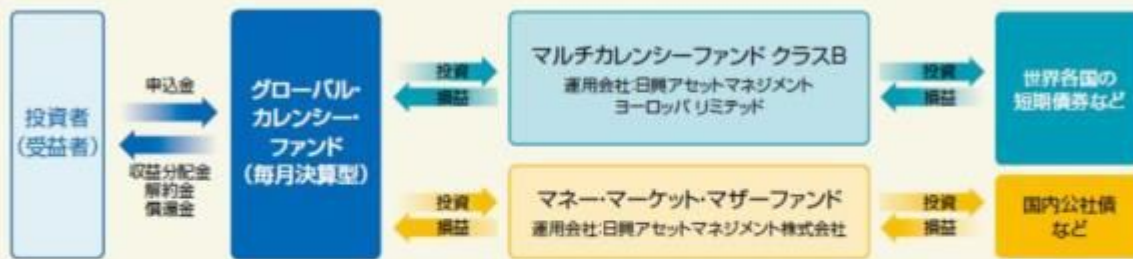 投資者
(受益者)
申込金
収益分配金
解約金
償還金
グローバル・
カレンシー・
ファンド
(毎月決算型)
投資
損益
マルチカレンシーファンド クラスB
運用会社:日興アセットマネジメント
ヨーロッパ リミテッド
投資
損益
世界各国の
短期債券など
投資
損益
マネー・マーケット・マザーファンド
運用会社:日興アセットマネジメント株式会社
投資
損益
国内公社債
など